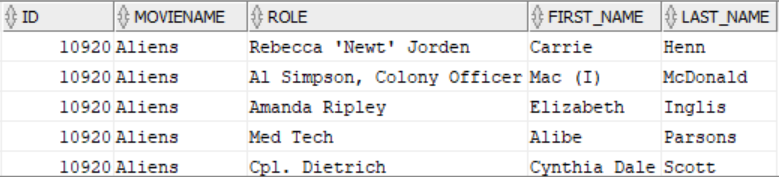 ID MOVIENAME ROLE FIRST_NAME LAST_NAME
10920 Aliens Rebecca 'Newt' Jorden Carrie Henn
10920 Aliens Al Simpson, Colony Officer Mac (I) McDonald
10920 Aliens Amanda Ripley Elizabeth Inglis
10920 Aliens Med Tech Alibe Parsons
10920 Aliens Cpl. Dietrich Cynthia Dale Scott